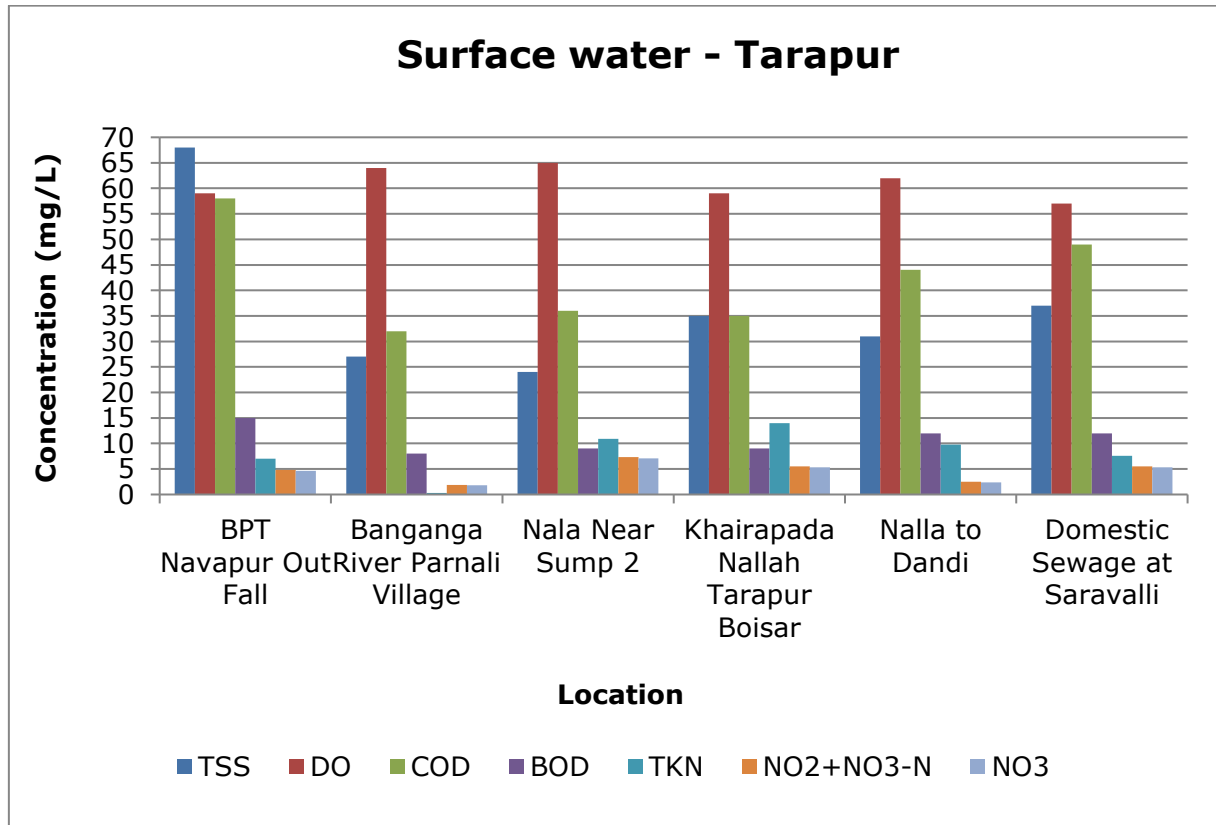 Surface water - Tarapur
Concentration (mg/L)
70
65
60
55
50
45
40
35
30
25
20
15
10
5
0
BPT
Navapur Out
Fall
Banganga
River Parnali
Village
Nala Near
Sump 2
Khairapada
Nallah
Tarapur
Boisar
Nalla to
Dandi
Domestic
Sewage at
Saravalli
Location
TSS DO COD BOD TKN NO2+NO3-N NO3